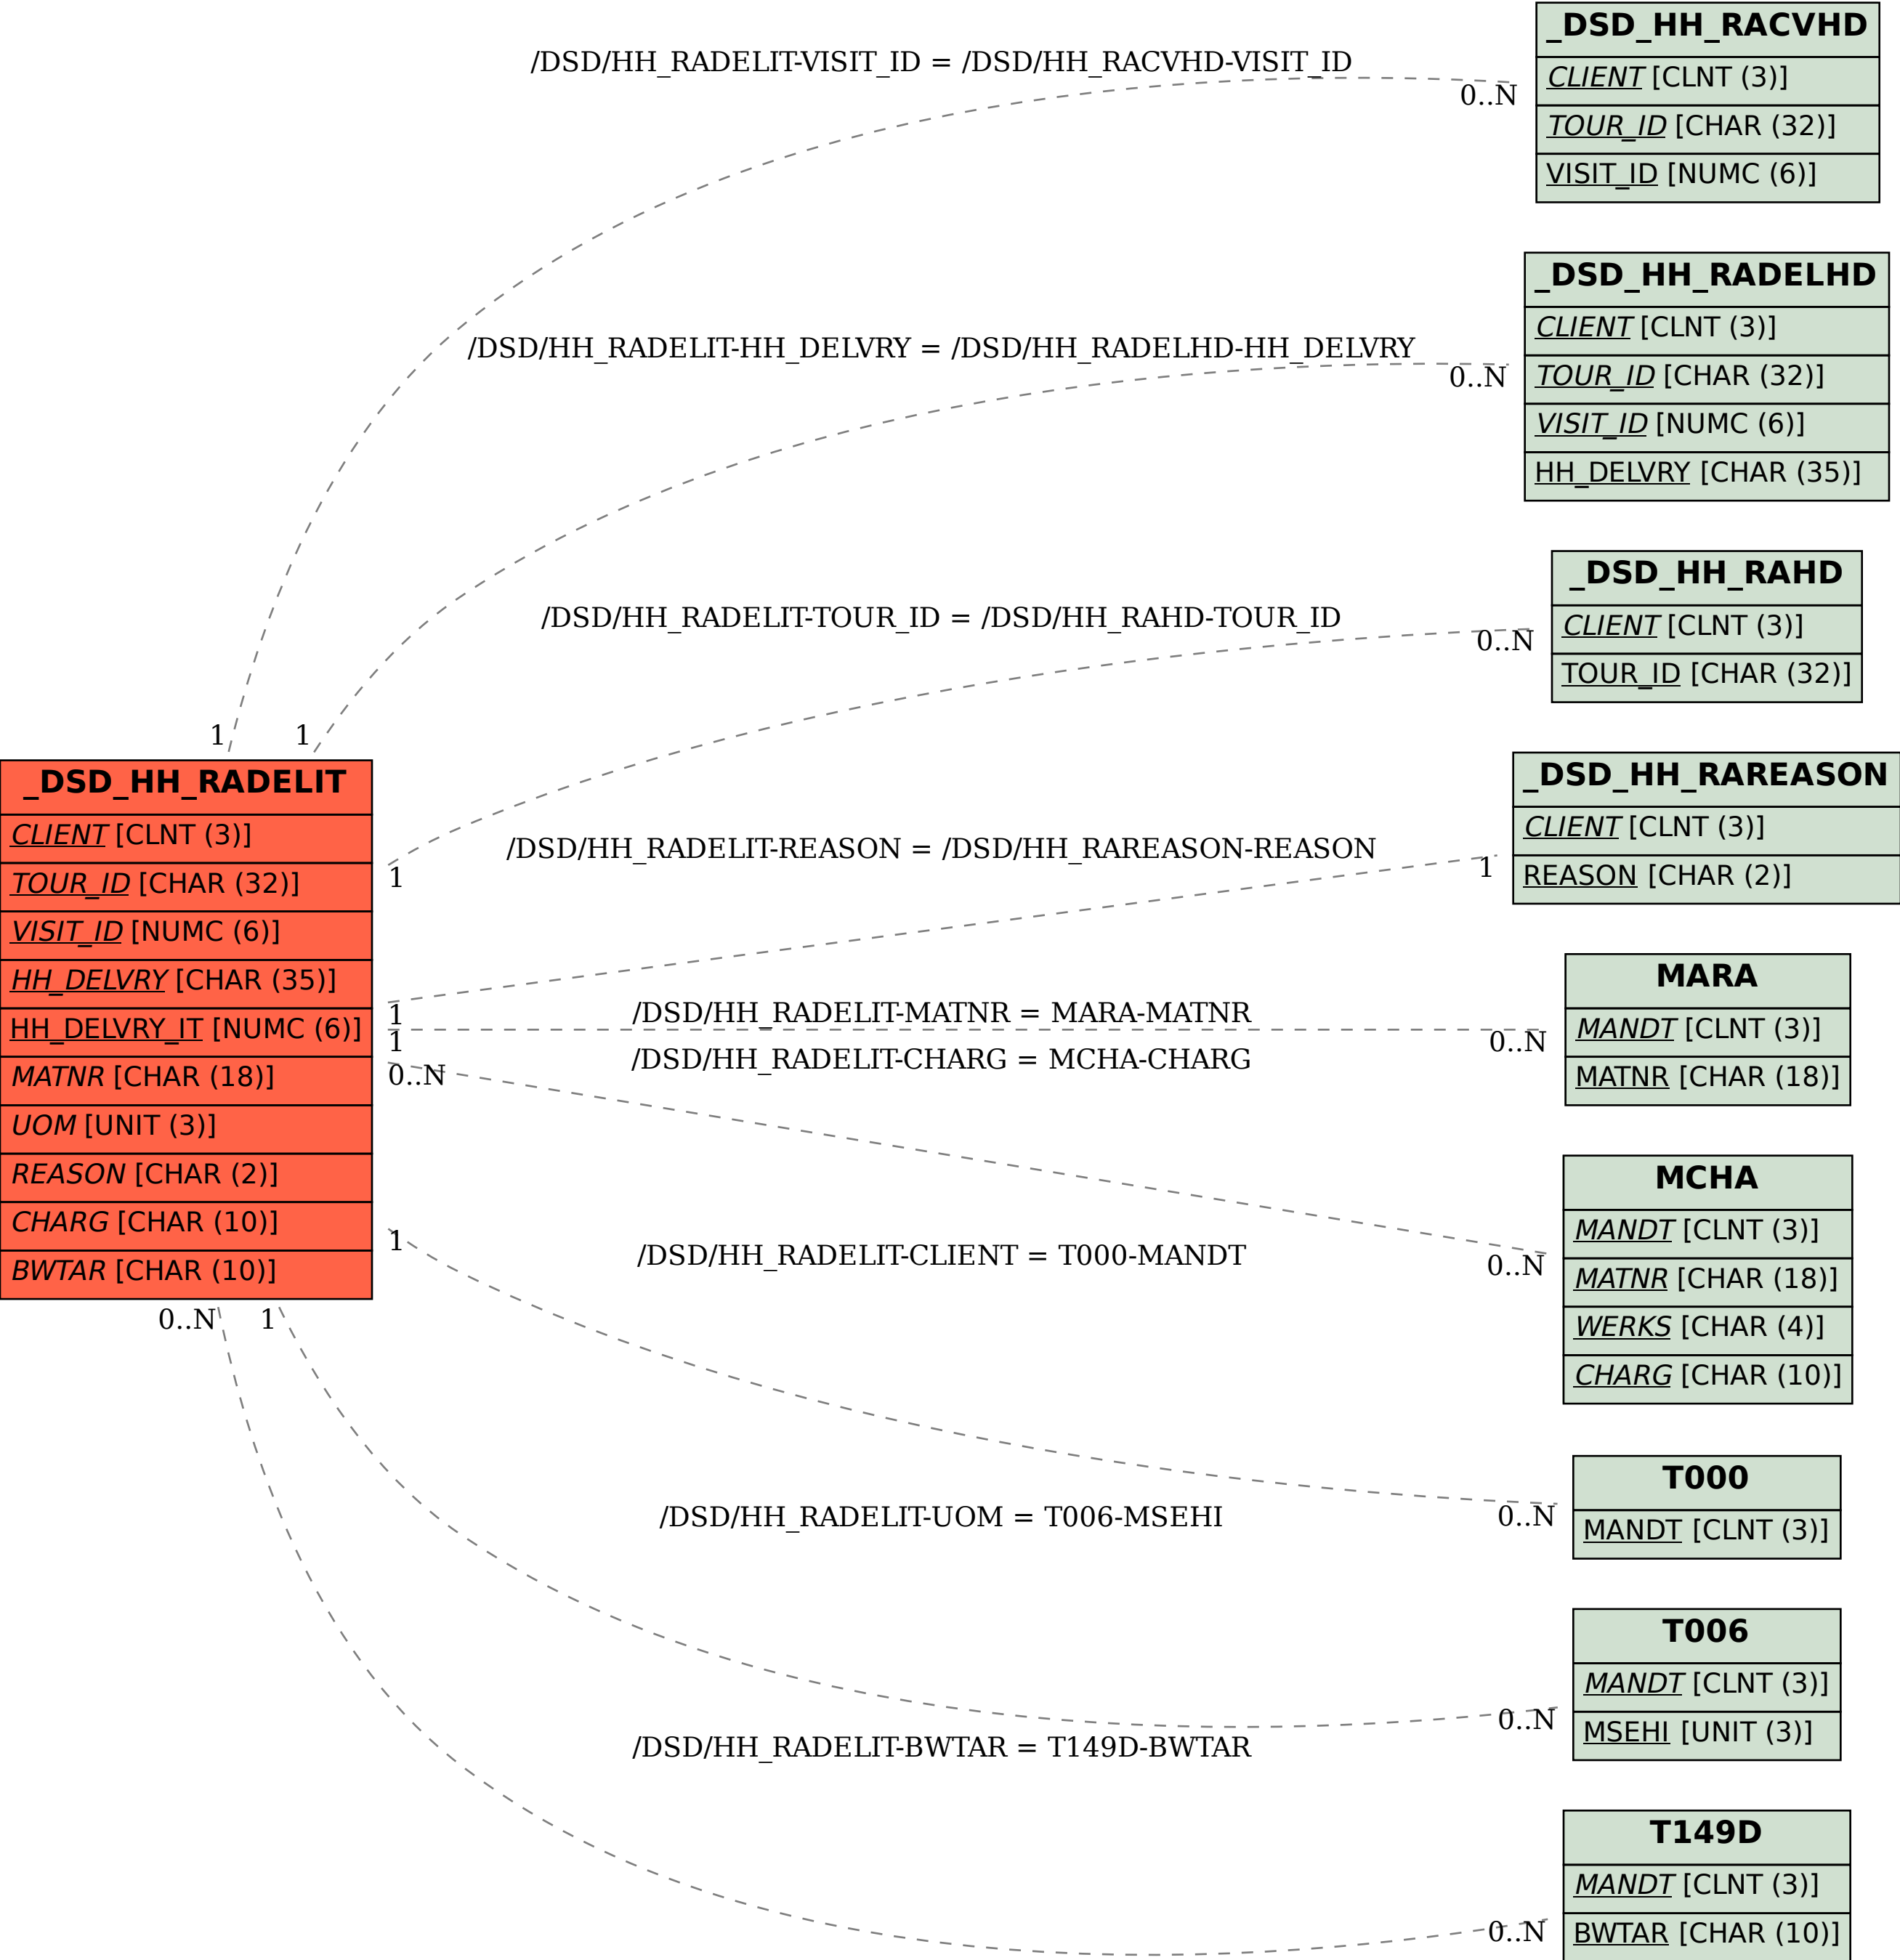 _DSD_HH_RACVHD
CLIENT [CLNT (3)]
TOUR_ID [CHAR (32)]
VISIT_ID [NUMC (6)]
/DSD/HH_RADELIT-VISIT_ID = /DSD/HH_RACVHD-VISIT_ID
0..N
1
_DSD_HH_RADELHD
CLIENT [CLNT (3)]
TOUR_ID [CHAR (32)]
VISIT_ID [NUMC (6)]
HH_DELVRY [CHAR (35)]
/DSD/HH_RADELIT-HH_DELVRY = /DSD/HH_RADELHD-HH_DELVRY
0..N
1
_DSD_HH_RAHD
CLIENT [CLNT (3)]
TOUR_ID [CHAR (32)]
/DSD/HH_RADELIT-TOUR_ID = /DSD/HH_RAHD-TOUR_ID
0..N
1
_DSD_HH_RADELIT
CLIENT [CLNT (3)]
TOUR_ID [CHAR (32)]
VISIT_ID [NUMC (6)]
HH_DELVRY [CHAR (35)]
HH_DELVRY_IT [NUMC (6)]
MATNR [CHAR (18)]
UOM [UNIT (3)]
REASON [CHAR (2)]
CHARG [CHAR (10)]
BWTAR [CHAR (10)]
_DSD_HH_RAREASON
CLIENT [CLNT (3)]
REASON [CHAR (2)]
/DSD/HH_RADELIT-REASON = /DSD/HH_RAREASON-REASON
1
1
MARA
MANDT [CLNT (3)]
MATNR [CHAR (18)]
/DSD/HH_RADELIT-MATNR = MARA-MATNR
0..N
1
/DSD/HH_RADELIT-CHARG = MCHA-CHARG
0..N
0..N
MCHA
MANDT [CLNT (3)]
MATNR [CHAR (18)]
WERKS [CHAR (4)]
CHARG [CHAR (10)]
/DSD/HH_RADELIT-CLIENT = T000-MANDT
1
0..N
T000
MANDT [CLNT (3)]
/DSD/HH_RADELIT-UOM = T006-MSEHI
1
0..N
T006
MANDT [CLNT (3)]
MSEHI [UNIT (3)]
/DSD/HH_RADELIT-BWTAR = T149D-BWTAR
0..N
0..N
T149D
MANDT [CLNT (3)]
BWTAR [CHAR (10)]